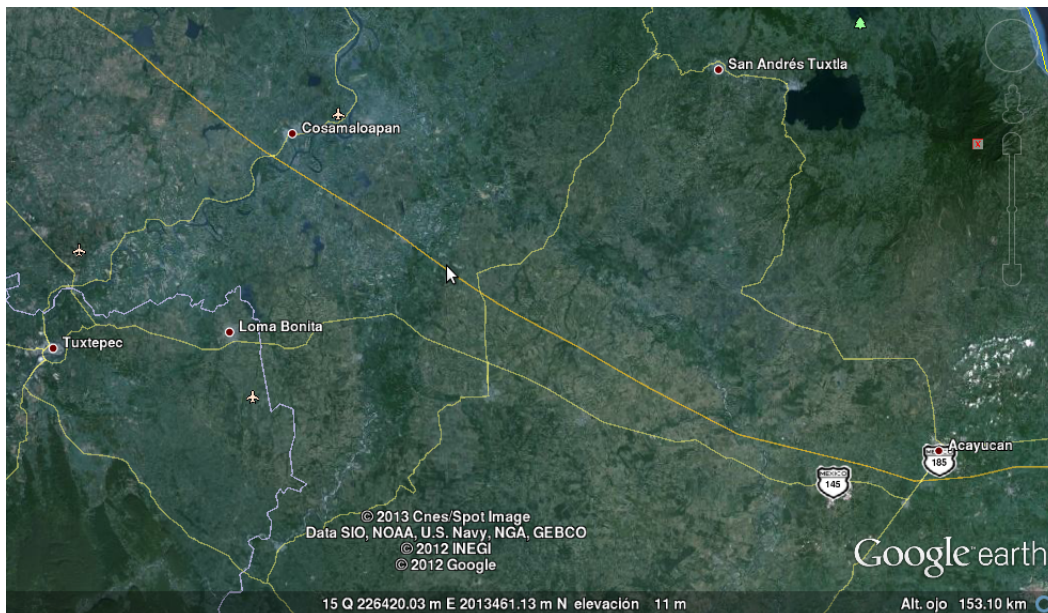 San Andrés Tuxtla
Cosamaloapan
Loma Bonita
Tuxtepec
Acayucan
MEXICO
185
MEXICO
145
© 2013 Cnes/Spot Image
Data SIO, NOAA, U.S. Navy, NGA, GEBCO
© 2012 INEGI
© 2012 Google
Google earth
15 Q 226420.03 m E 2013461.13 m N elevación 11 m
Alt. ojo 153.10 km